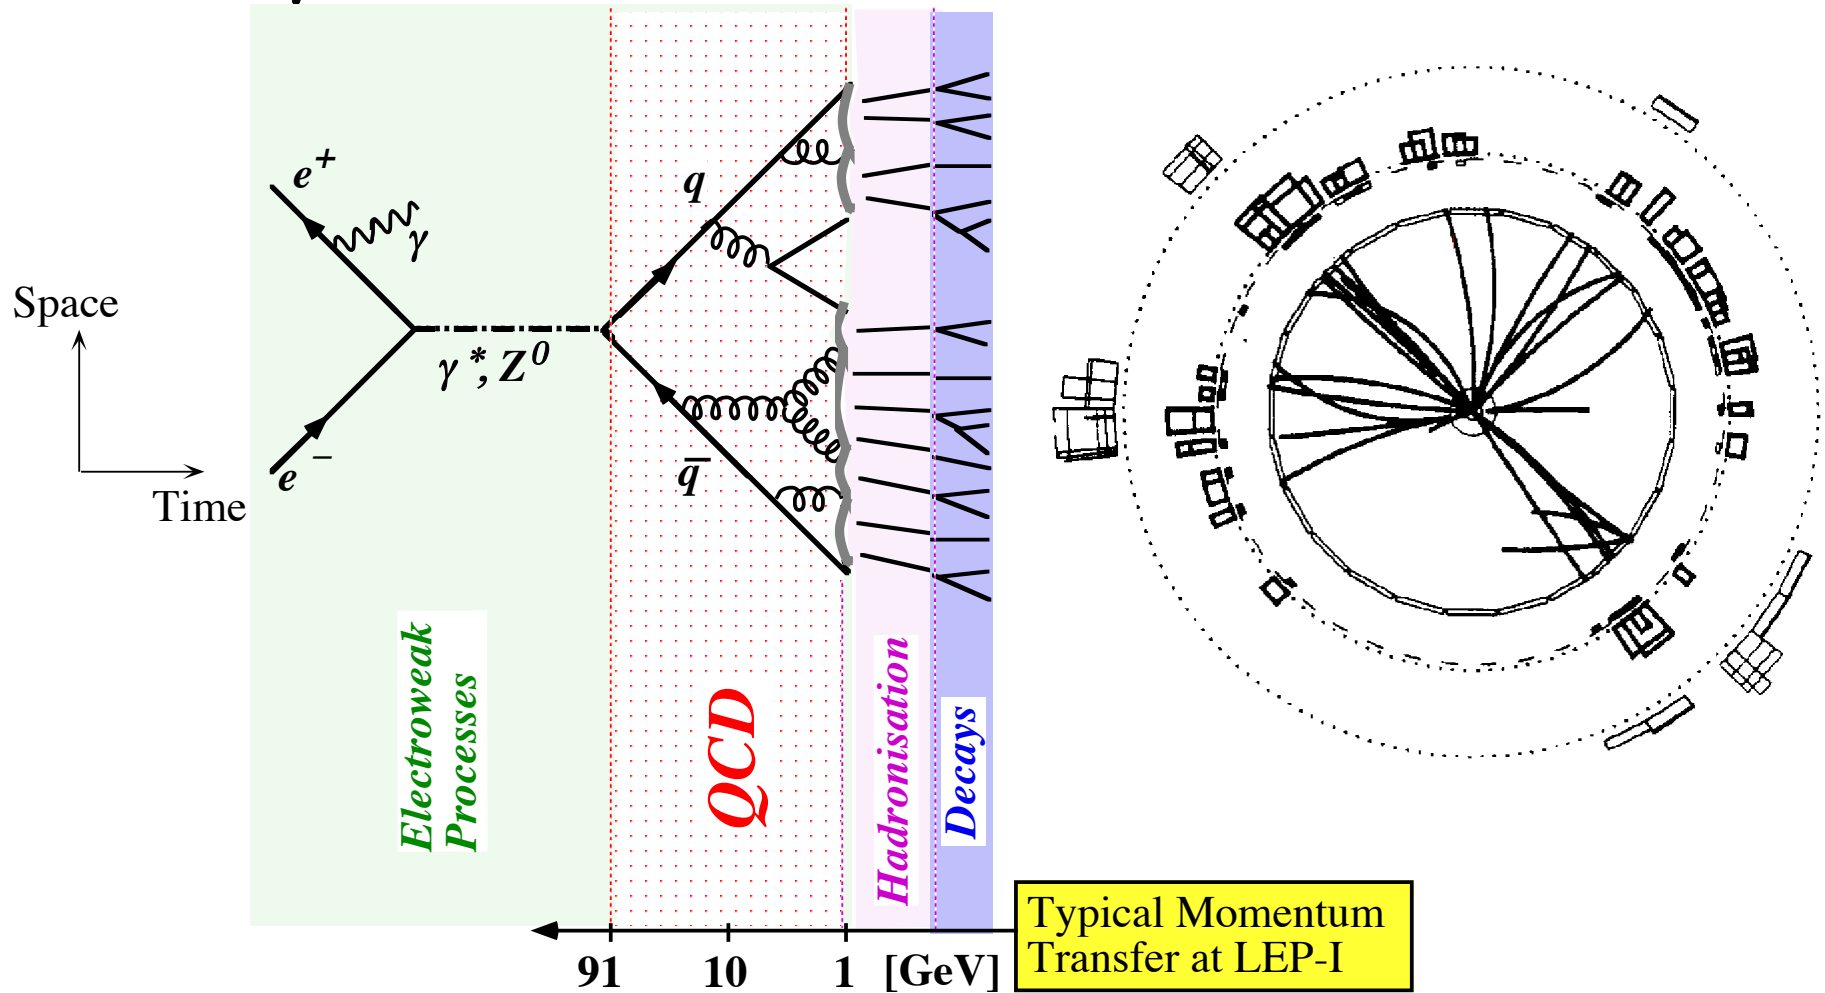 e+
γ
Space
Time
e−
γ*, Z0
q
q̅
Electroweak
Processes
QCD
Hadronisation
Decays
91
10
1
[GeV]
Typical Momentum
Transfer at LEP-I